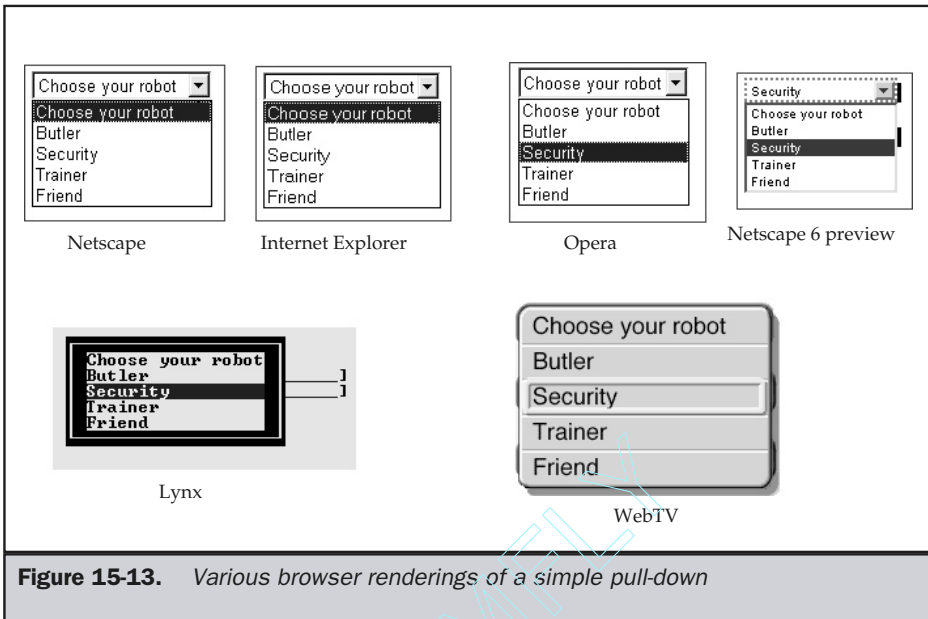 Choose your robot
Choose your robot
Butler
Security
Trainer
Friend
Netscape
Choose your robot
Choose your robot
Butler
Security
Trainer
Friend
Internet Explorer
Choose your robot
Choose your robot
Butler
Security
Trainer
Friend
Opera
Security
Choose your robot
Butler
Security
Trainer
Friend
Netscape 6 preview
Choose your robot
Butler
Security
Trainer
Friend
]
]
Lynx
Choose your robot
Butler
Security
Trainer
Friend
WebTV
Figure 15-13. Various browser renderings of a simple pull-down
MFLY